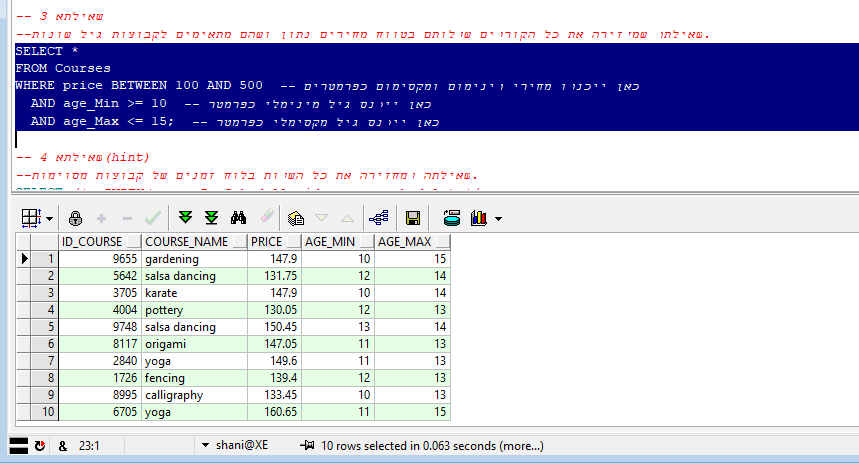 -- 3 שאילתא
--שאילתה שמחזירה את כל הקורסים שעלותם בטווח מחירים נתון ושהם מתאימים לקבוצות גיל שונות.
SELECT *
FROM Courses
WHERE price BETWEEN 100 AND 500 -- כאן ייכנסו מחירי מינימום ומקסימום כפרמטרים
AND age_Min >= 10 -- כאן ייכנס גיל מינימלי כפרמטר
AND age_Max <= 15; -- כאן ייכנס גיל מקסימלי כפרמטר
-- 4 שאילתא(hint)
--שאילתה ומחזירה את כל השעות בלוח זמנים של קבוצות מסוימות.
SELECT
ID_COURSE COURSE_NAME PRICE AGE_MIN AGE_MAX
1 9655 gardening 147.9 10 15
2 5642 salsa dancing 131.75 12 14
3 3705 karate 147.9 10 14
4 4004 pottery 130.05 12 13
5 9748 salsa dancing 150.45 13 14
6 8117 origami 147.05 11 13
7 2840 yoga 149.6 11 13
8 1726 fencing 139.4 12 13
9 8995 calligraphy 133.45 10 13
10 6705 yoga 160.65 11 15
& 23:1 shani@XE 10 rows selected in 0.063 seconds (more...)